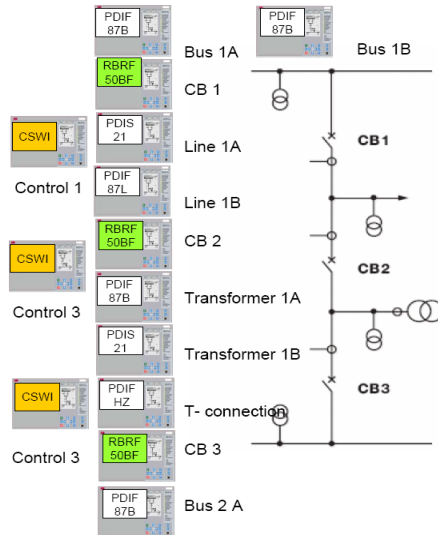 PDIF
87B
Bus 1A
PDIF
87B
Bus 1B
RBRF
50BF
CB 1
CSWI
Control 1
PDIS
21
Line 1A
PDIF
87L
Line 1B
CB1
RBRF
50BF
CB 2
CSWI
Control 3
PDIF
87B
Transformer 1A
CB2
PDIS
21
Transformer 1B
CSWI
Control 3
PDIF
HZ
T- connection
CB3
RBRF
50BF
CB 3
PDIF
87B
Bus 2 A